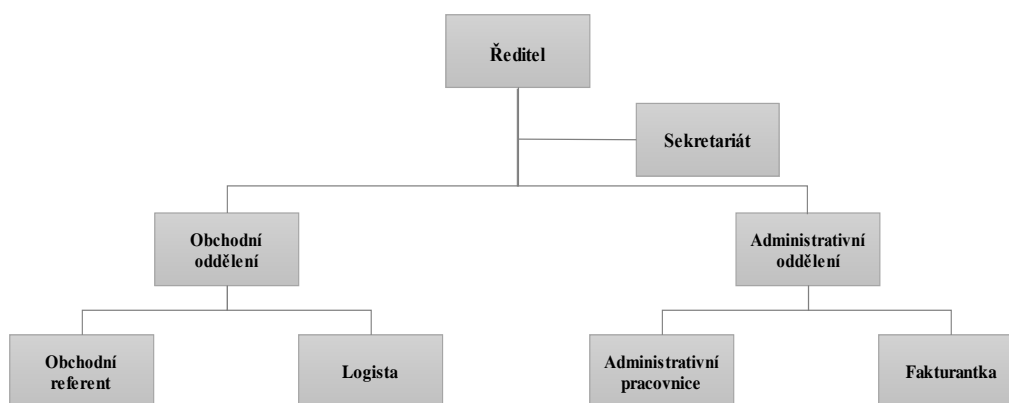 Ředitel
Sekretariát
Obchodní
oddělení
Administrativní
oddělení
Obchodní
referent
Logista
Administrativní
pracovnice
Fakturantka